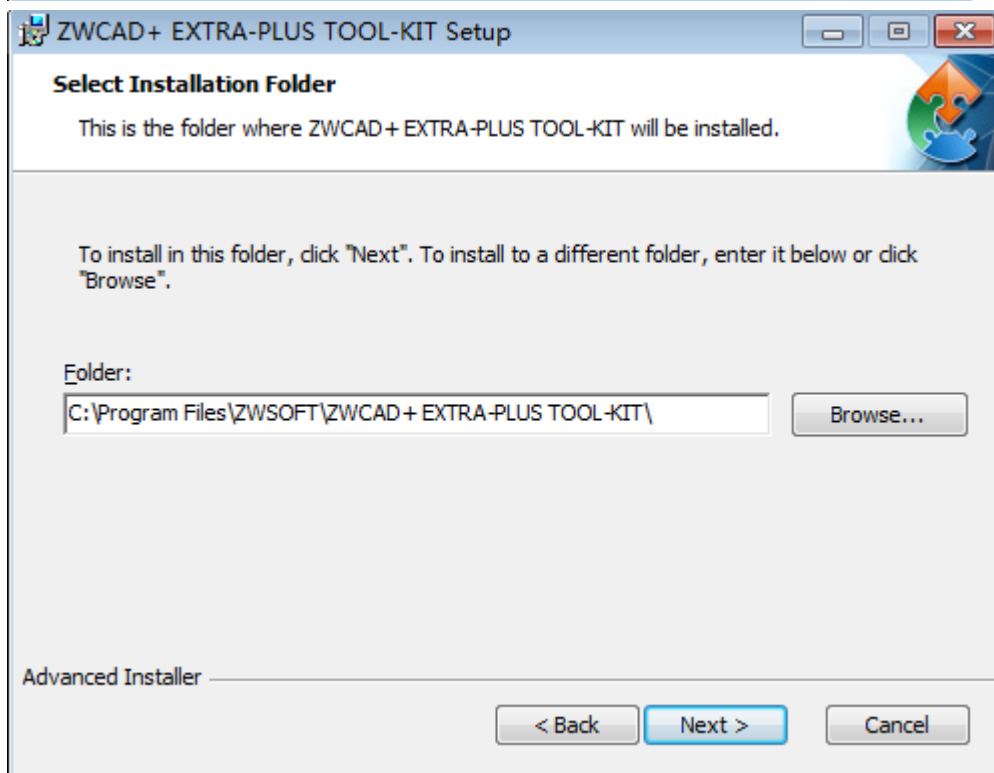 ZWCAD+ EXTRA-PLUS TOOL-KIT Setup
Select Installation Folder
This is the folder where ZWCAD+ EXTRA-PLUS TOOL-KIT will be installed.
To install in this folder, click "Next". To install to a different folder, enter it below or click
"Browse".
Folder:
C:\Program Files\ZWSOFT\ZWCAD+ EXTRA-PLUS TOOL-KIT\
Browse...
Advanced Installer
< Back
Next >
Cancel